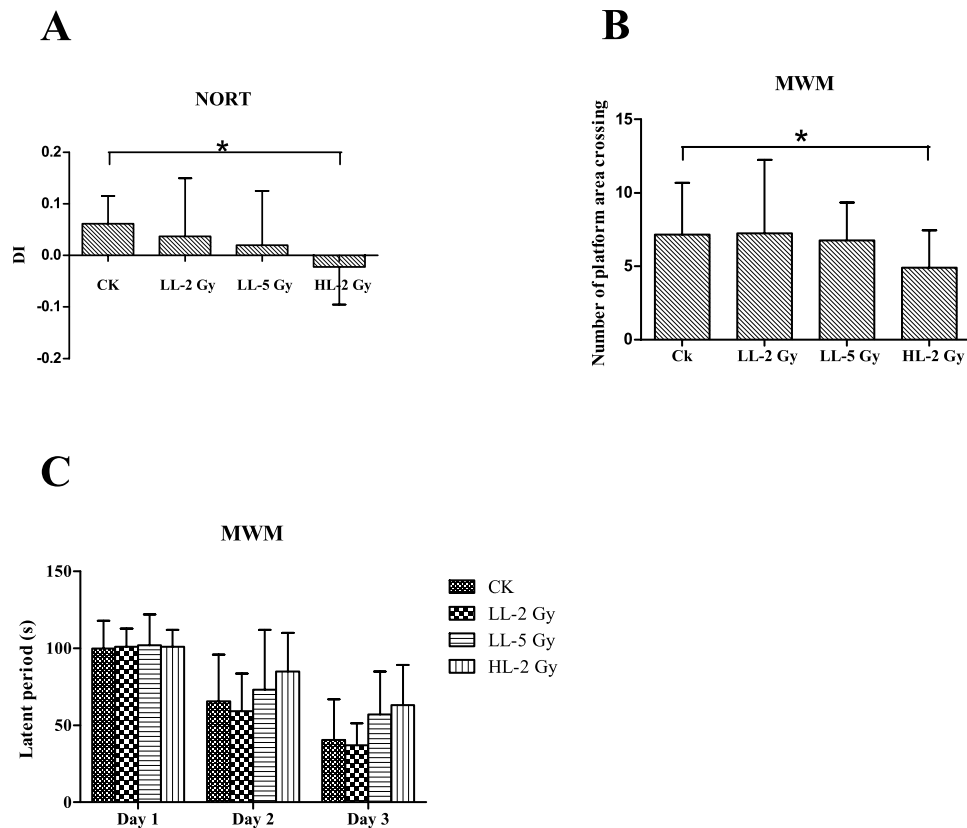 A
NORT
*
0.2
0.1
0.0
-0.1
-0.2
DI
CK LL-2 Gy LL-5 Gy HL-2 Gy
B
MWM
*
15
10
5
0
Number of platform area crossing
Ck LL-2 Gy LL-5 Gy HL-2 Gy
C
MWM
150
100
50
0
Latent period (s)
Day 1 Day 2 Day 3
CK
LL-2 Gy
LL-5 Gy
HL-2 Gy